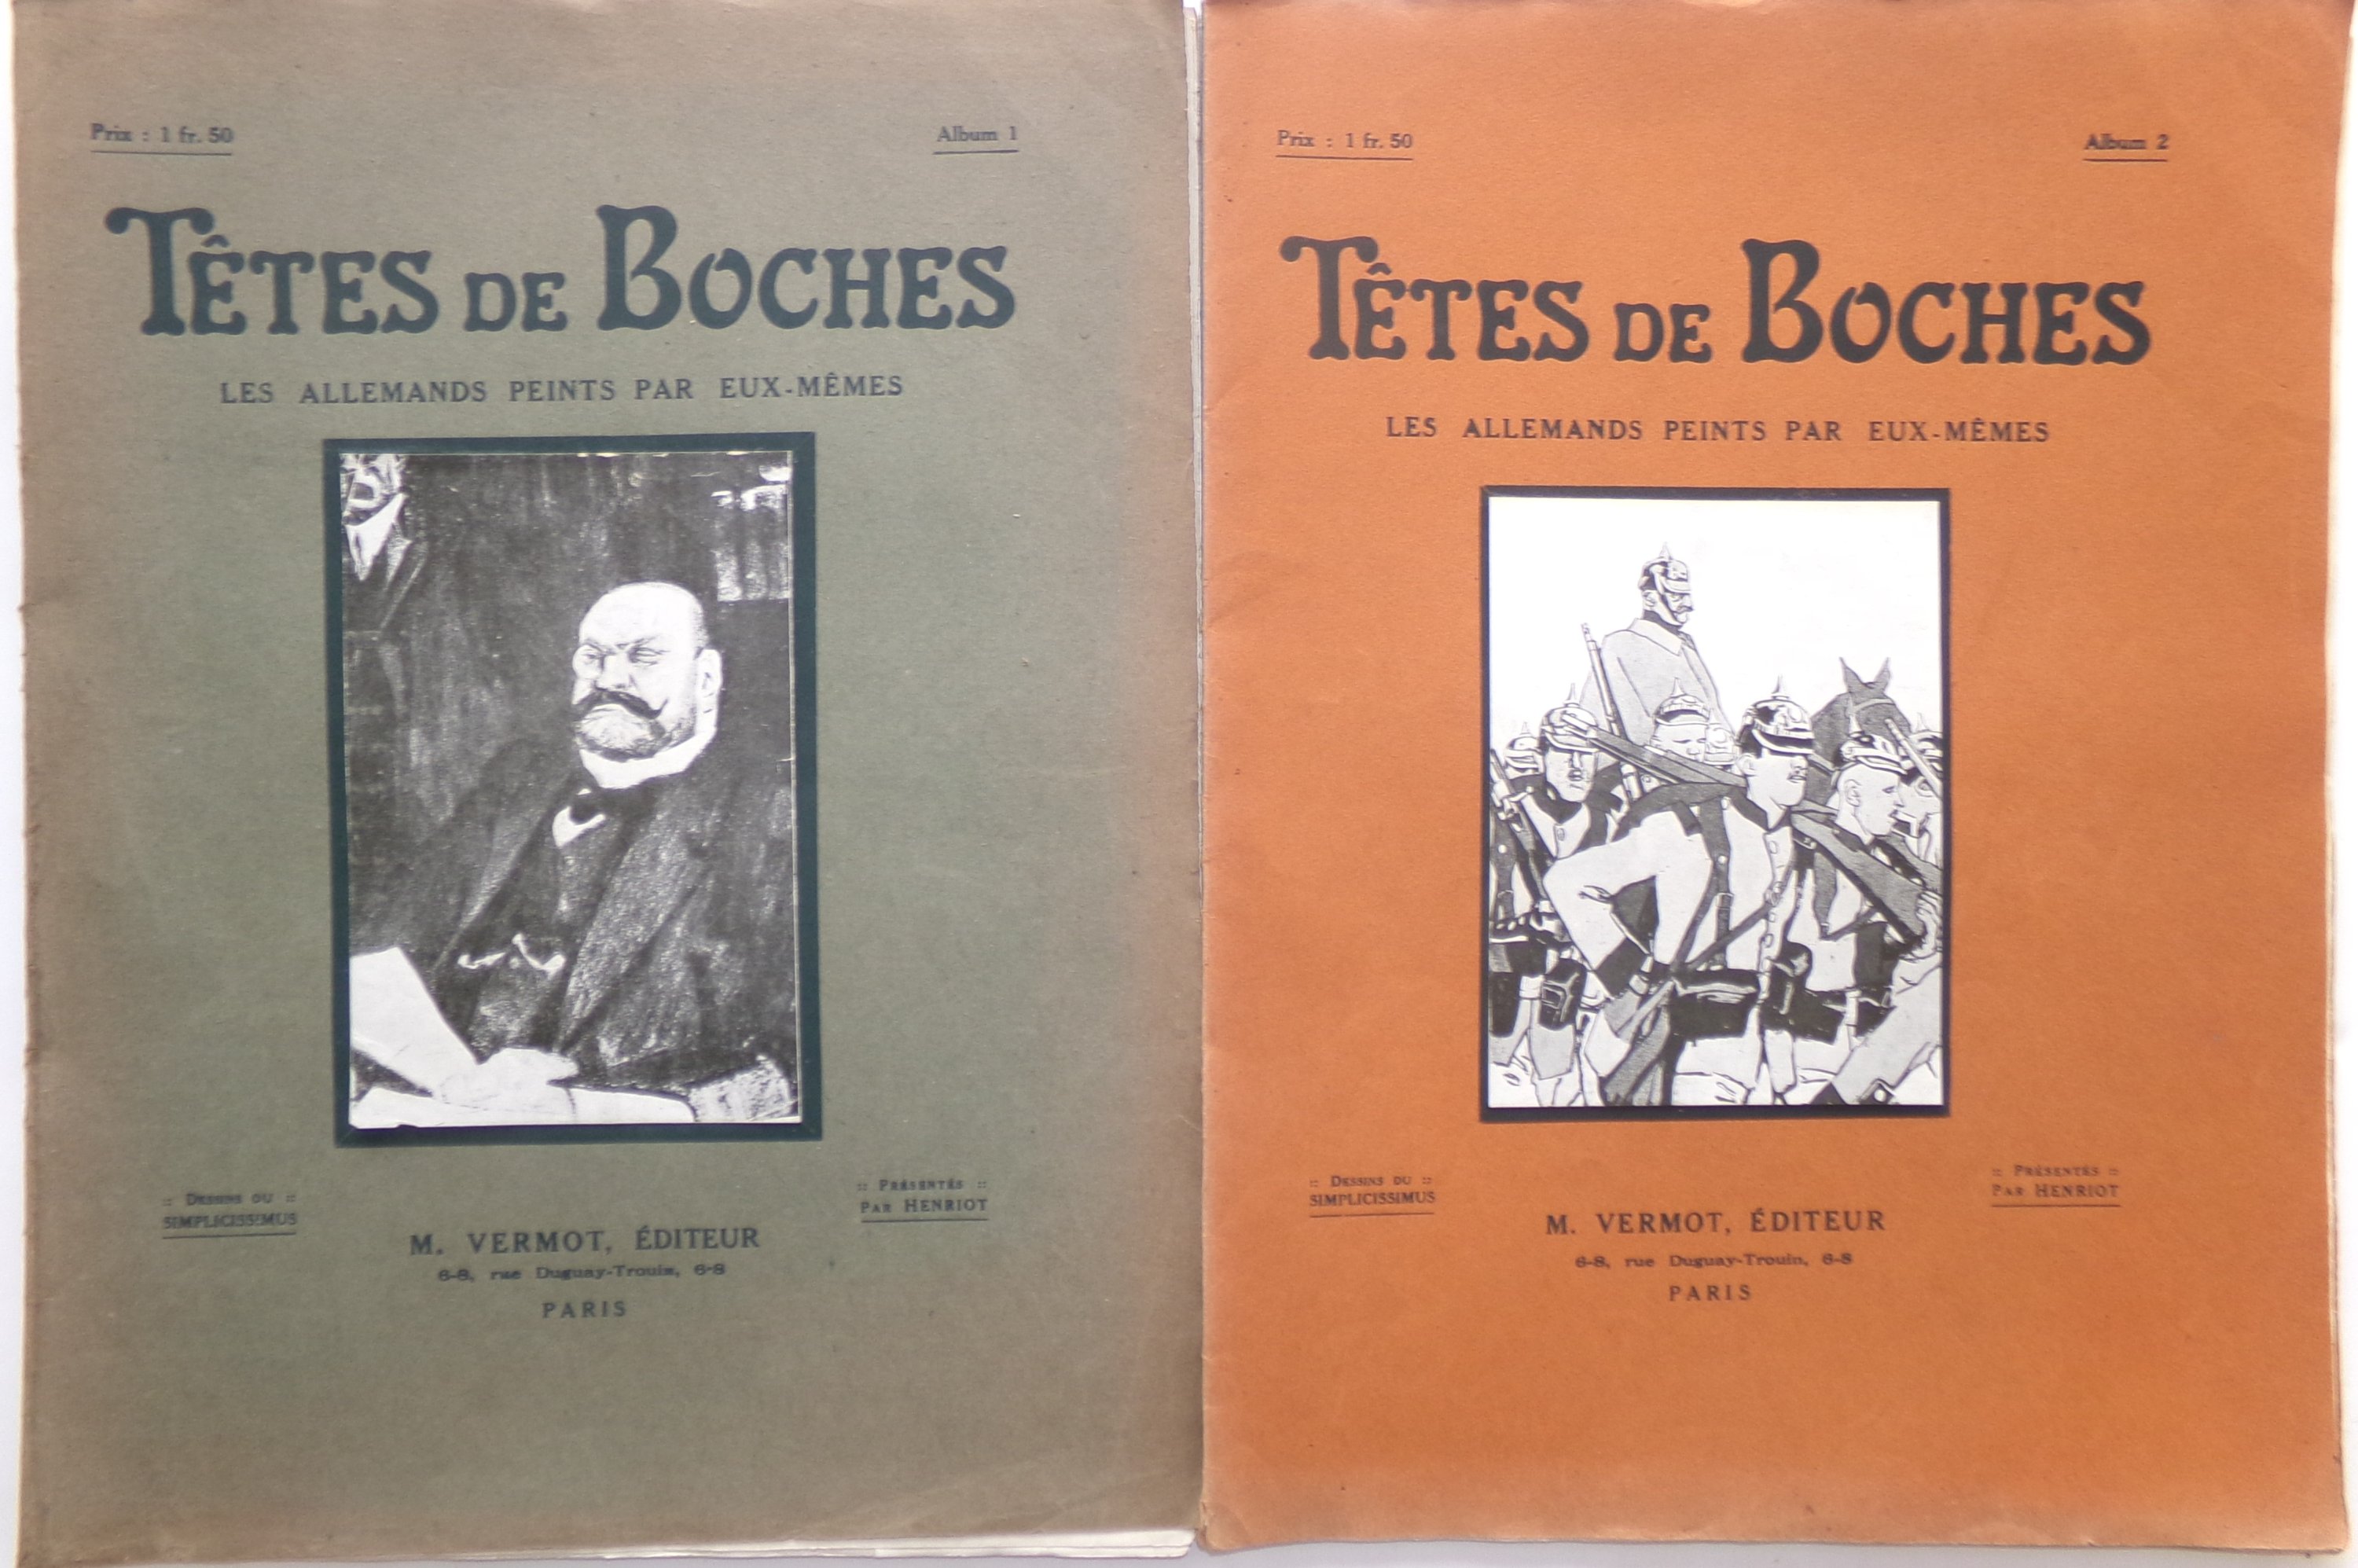 Prix : 1 fr. 50
Album 1
TÊTES DE BOCHES
LES ALLEMANDS PEINTS PAR EUX-MÊMES
:: DESSINS DU ::
SIMPLICISSIMUS
:: PRÉSENTÉS ::
PAR HENRIOT
M. VERMOT, ÉDITEUR
6-8, rue Duguay-Trouin, 6-8
PARIS
Prix : 1 fr. 50
Album 2
TÊTES DE BOCHES
LES ALLEMANDS PEINTS PAR EUX-MÊMES
:: DESSINS DU ::
SIMPLICISSIMUS
:: PRÉSENTÉS ::
PAR HENRIOT
M. VERMOT, ÉDITEUR
6-8, rue Duguay-Trouin, 6-8
PARIS